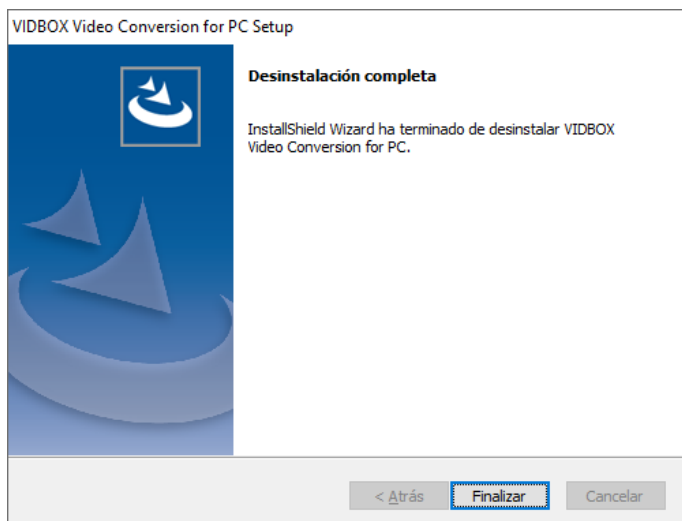 VIDBOX Video Conversion for PC Setup
Desinstalación completa
InstallShield Wizard ha terminado de desinstalar VIDBOX
Video Conversion for PC.
< Atrás
Finalizar
Cancelar